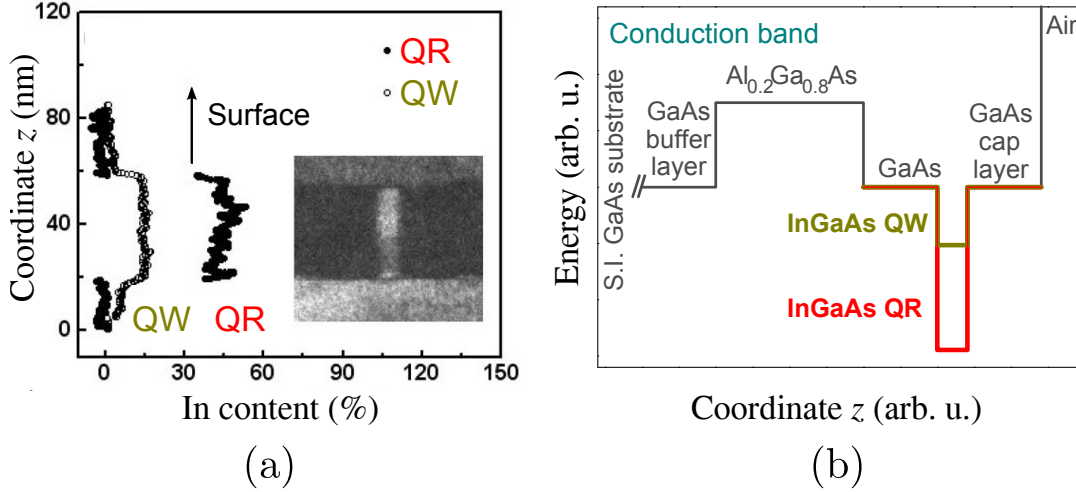 120
80
40
0
Coordinate z (nm)
QR
QW
Surface
QW QR
0 30 60 90 120 150
In content (%)
(a)
Conduction band
Air
Al0.2Ga0.8As
GaAs
buffer
layer
GaAs
GaAs
cap
layer
S.I. GaAs substrate
InGaAs QW
InGaAs QR
Energy (arb. u.)
Coordinate z (arb. u.)
(b)